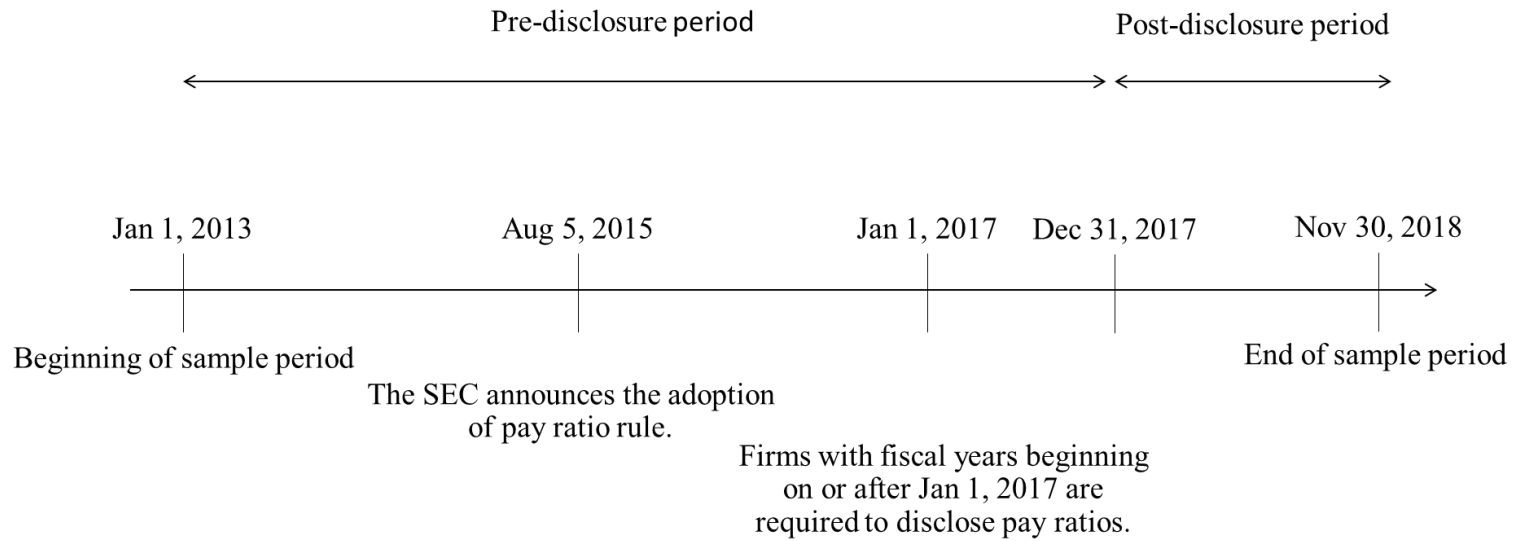 Pre-disclosure period
Post-disclosure period
Jan 1, 2013
Aug 5, 2015
Jan 1, 2017
Dec 31, 2017
Nov 30, 2018
Beginning of sample period
The SEC announces the adoption
of pay ratio rule.
Firms with fiscal years beginning
on or after Jan 1, 2017 are
required to disclose pay ratios.
End of sample period